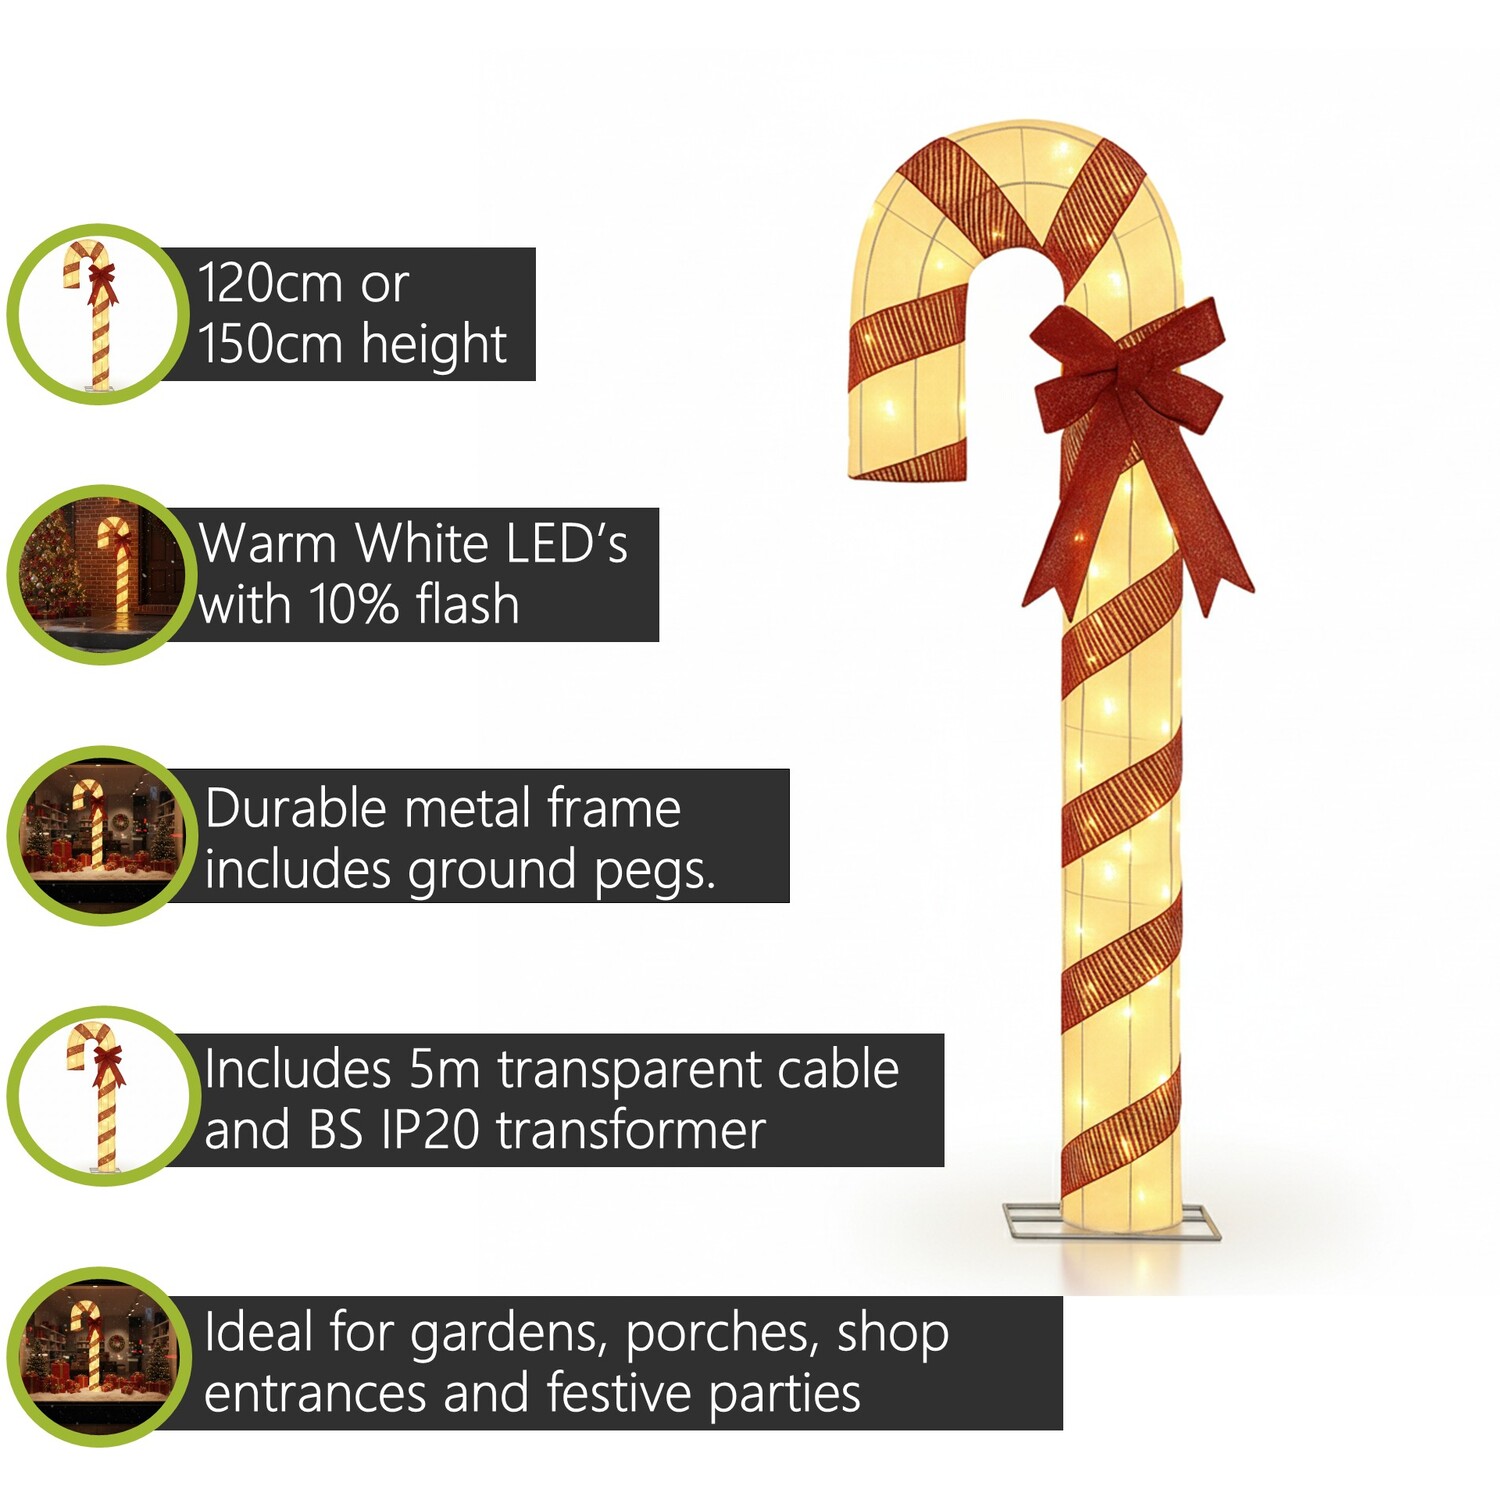 120cm or
150cm height
Warm White LED’s
with 10% flash
Durable metal frame
includes ground pegs.
Includes 5m transparent cable
and BS IP20 transformer
Ideal for gardens, porches, shop
entrances and festive parties